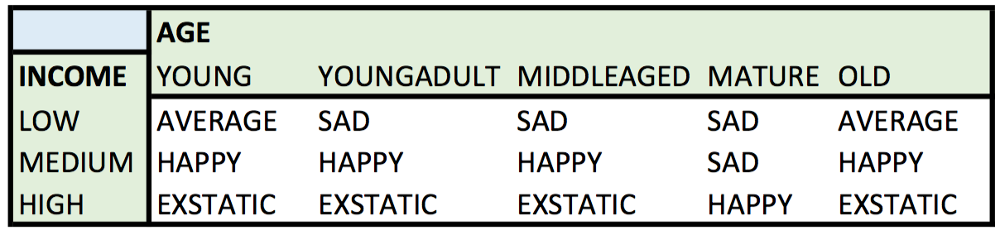 AGE
INCOME YOUNG YOUNGADULT MIDDLEAGED MATURE OLD
LOW AVERAGE SAD SAD SAD AVERAGE
MEDIUM HAPPY HAPPY HAPPY SAD HAPPY
HIGH EXSTATIC EXSTATIC EXSTATIC HAPPY EXSTATIC